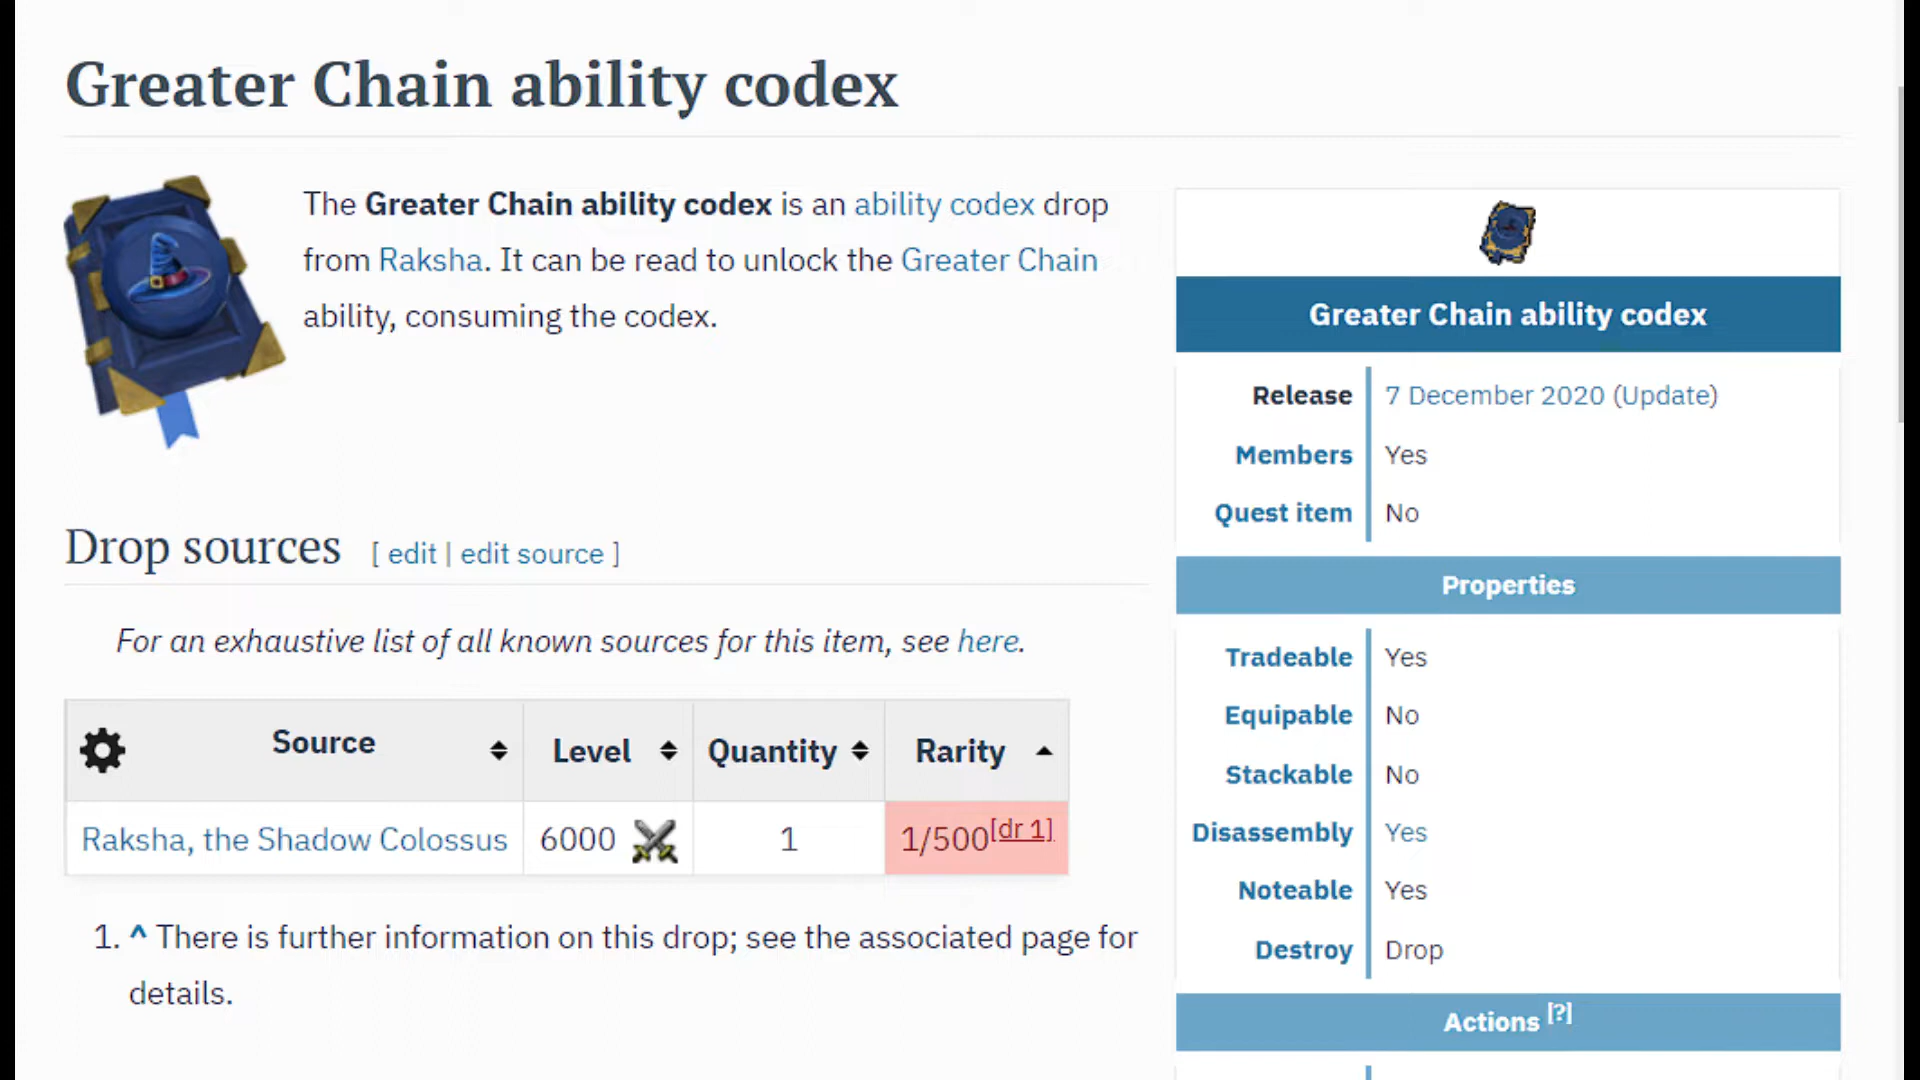 Greater Chain ability codex
The Greater Chain ability codex is an ability codex drop
from Raksha. It can be read to unlock the Greater Chain
ability, consuming the codex.
Drop sources [ edit | edit source ]
For an exhaustive list of all known sources for this item, see here.
Source Level Quantity Rarity
Raksha, the Shadow Colossus 6000 1 1/500[dr 1]
1. ^ There is further information on this drop; see the associated page for
details.
Greater Chain ability codex
Release 7 December 2020 (Update)
Members Yes
Quest item No
Properties
Tradeable Yes
Equipable No
Stackable No
Disassembly Yes
Noteable Yes
Destroy Drop
Actions [?]